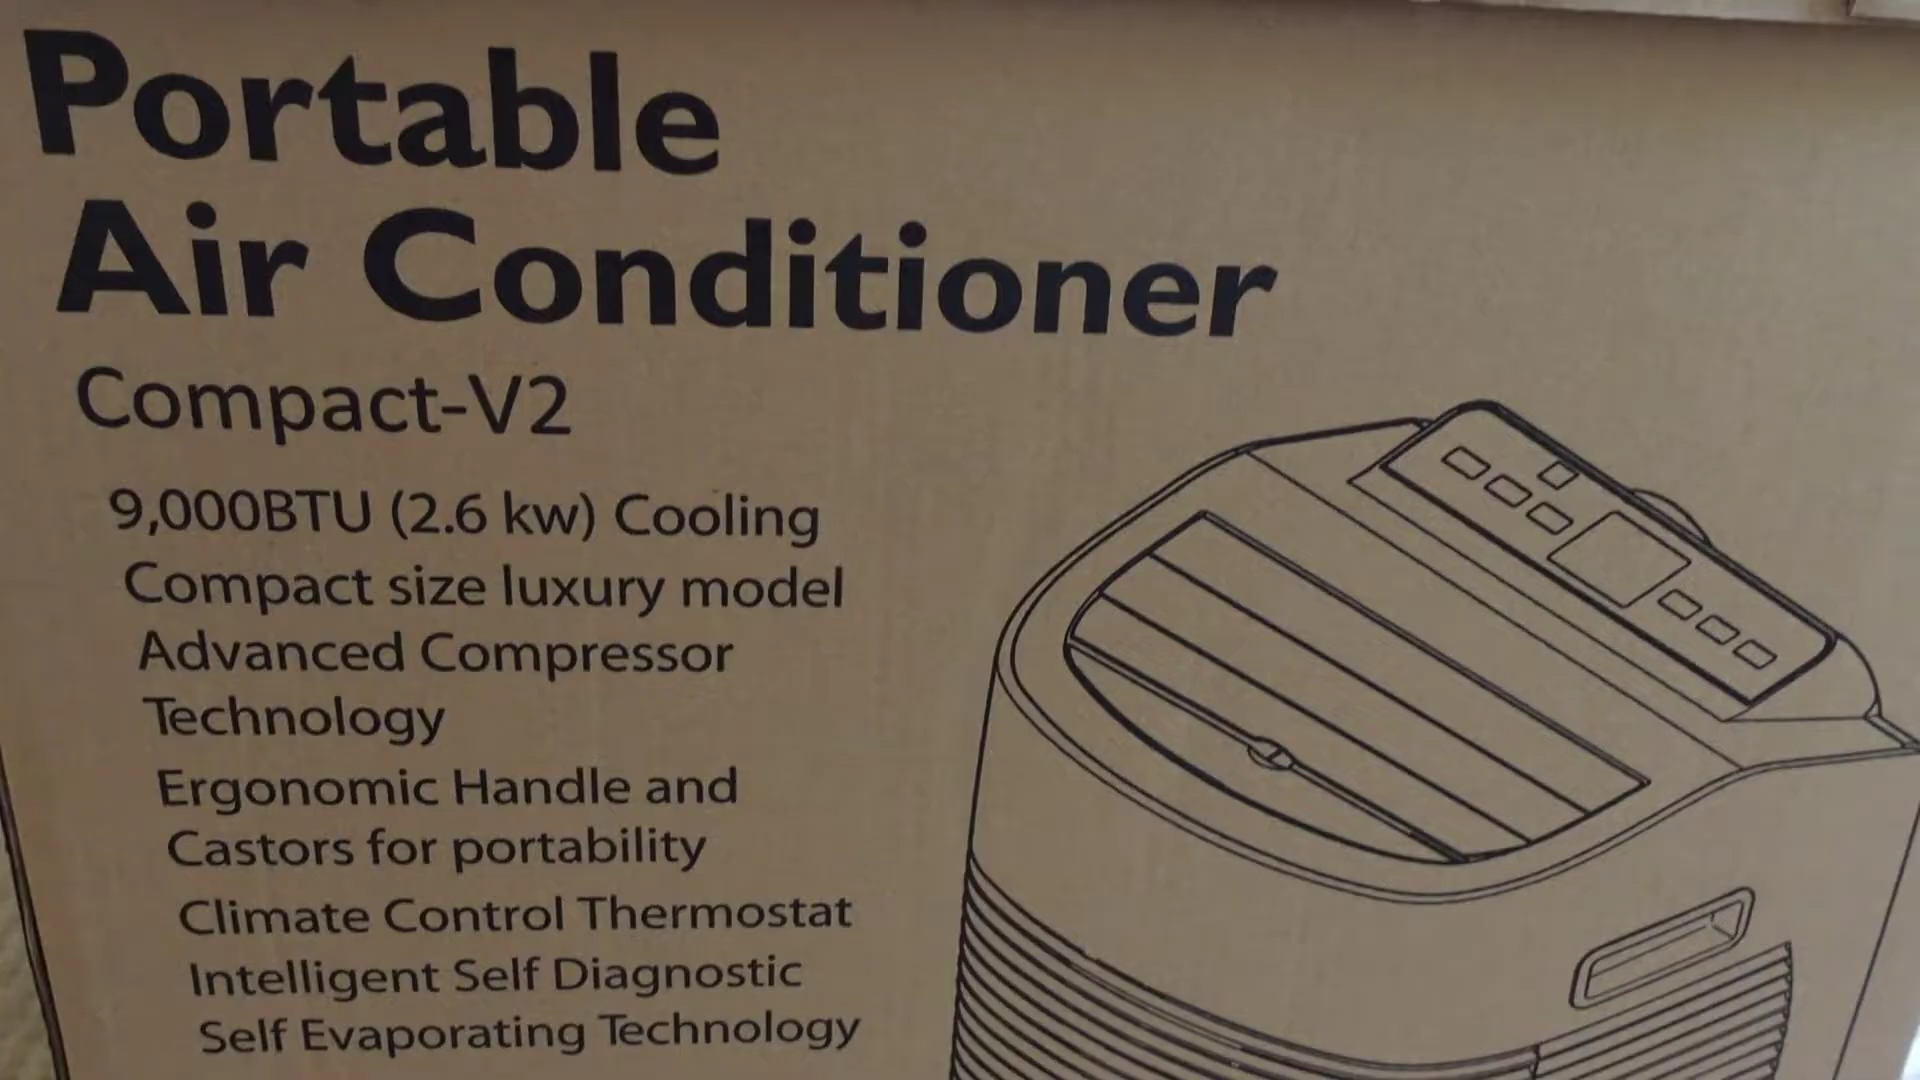 Portable
Air Conditioner
Compact-V2
9,000BTU (2.6 kw) Cooling
Compact size luxury model
Advanced Compressor
Technology
Ergonomic Handle and
Castors for portability
Climate Control Thermostat
Intelligent Self Diagnostic
Self Evaporating Technology